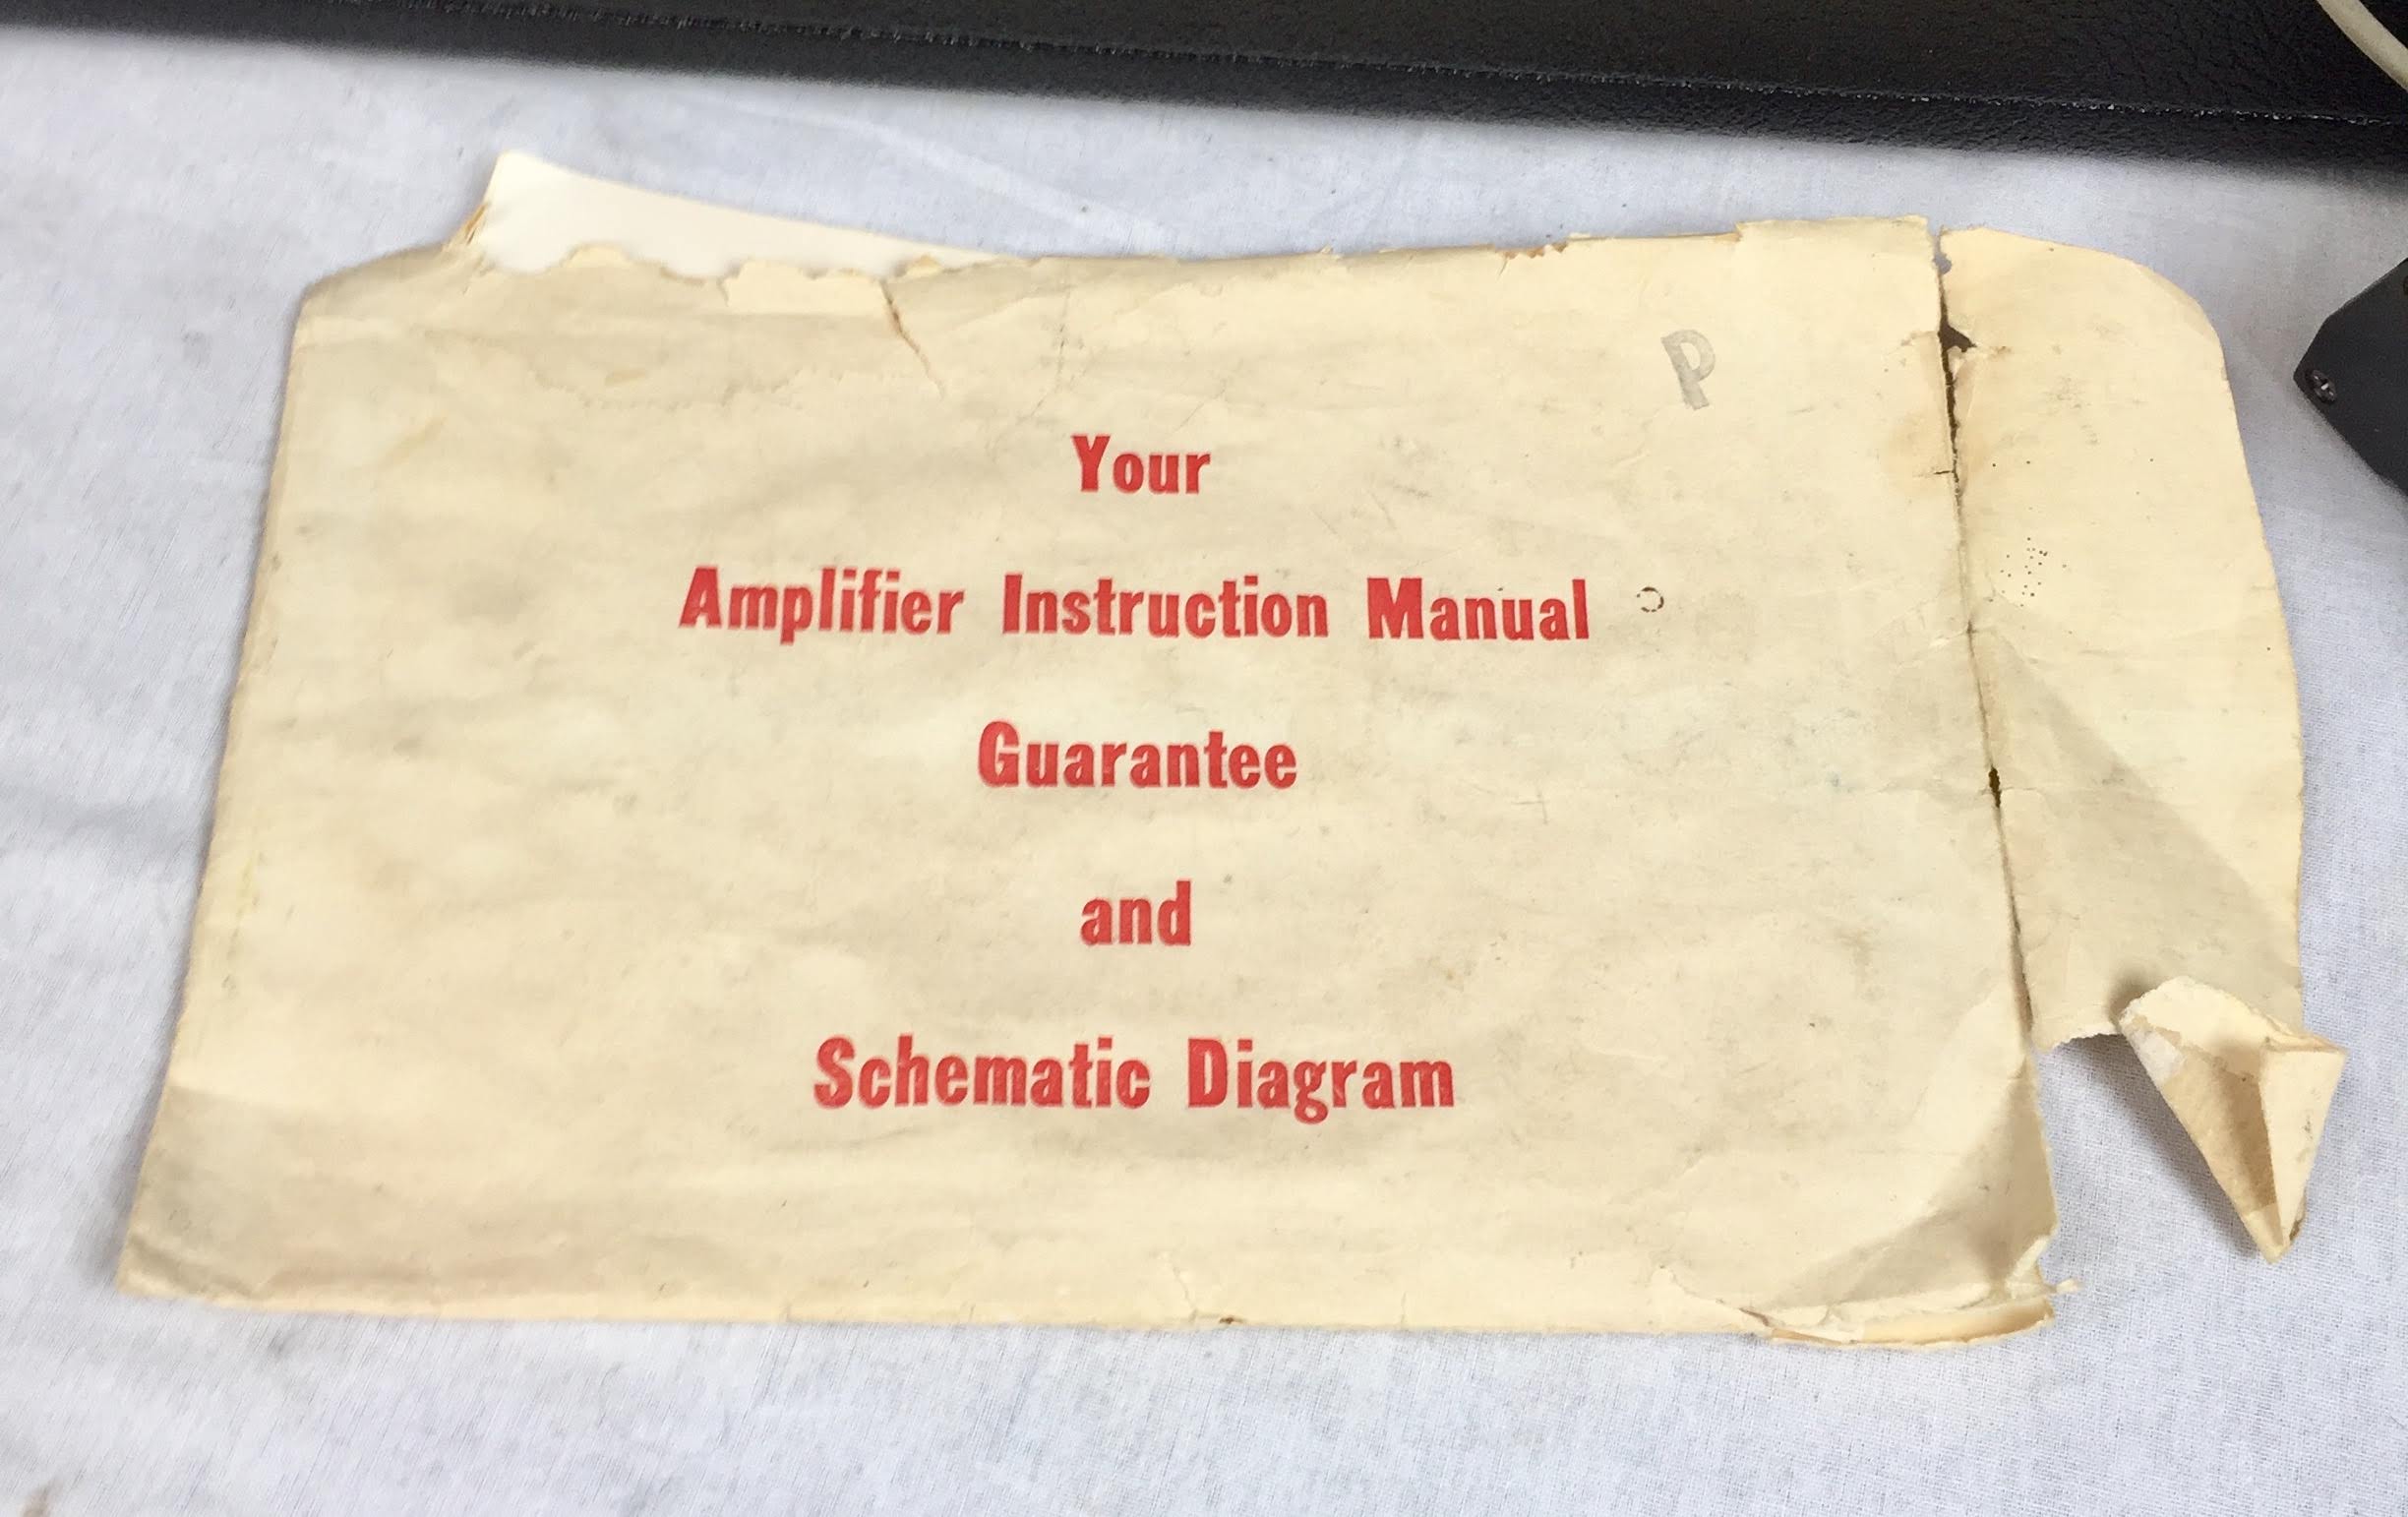 P
Your
Amplifier Instruction Manual
Guarantee
and
Schematic Diagram